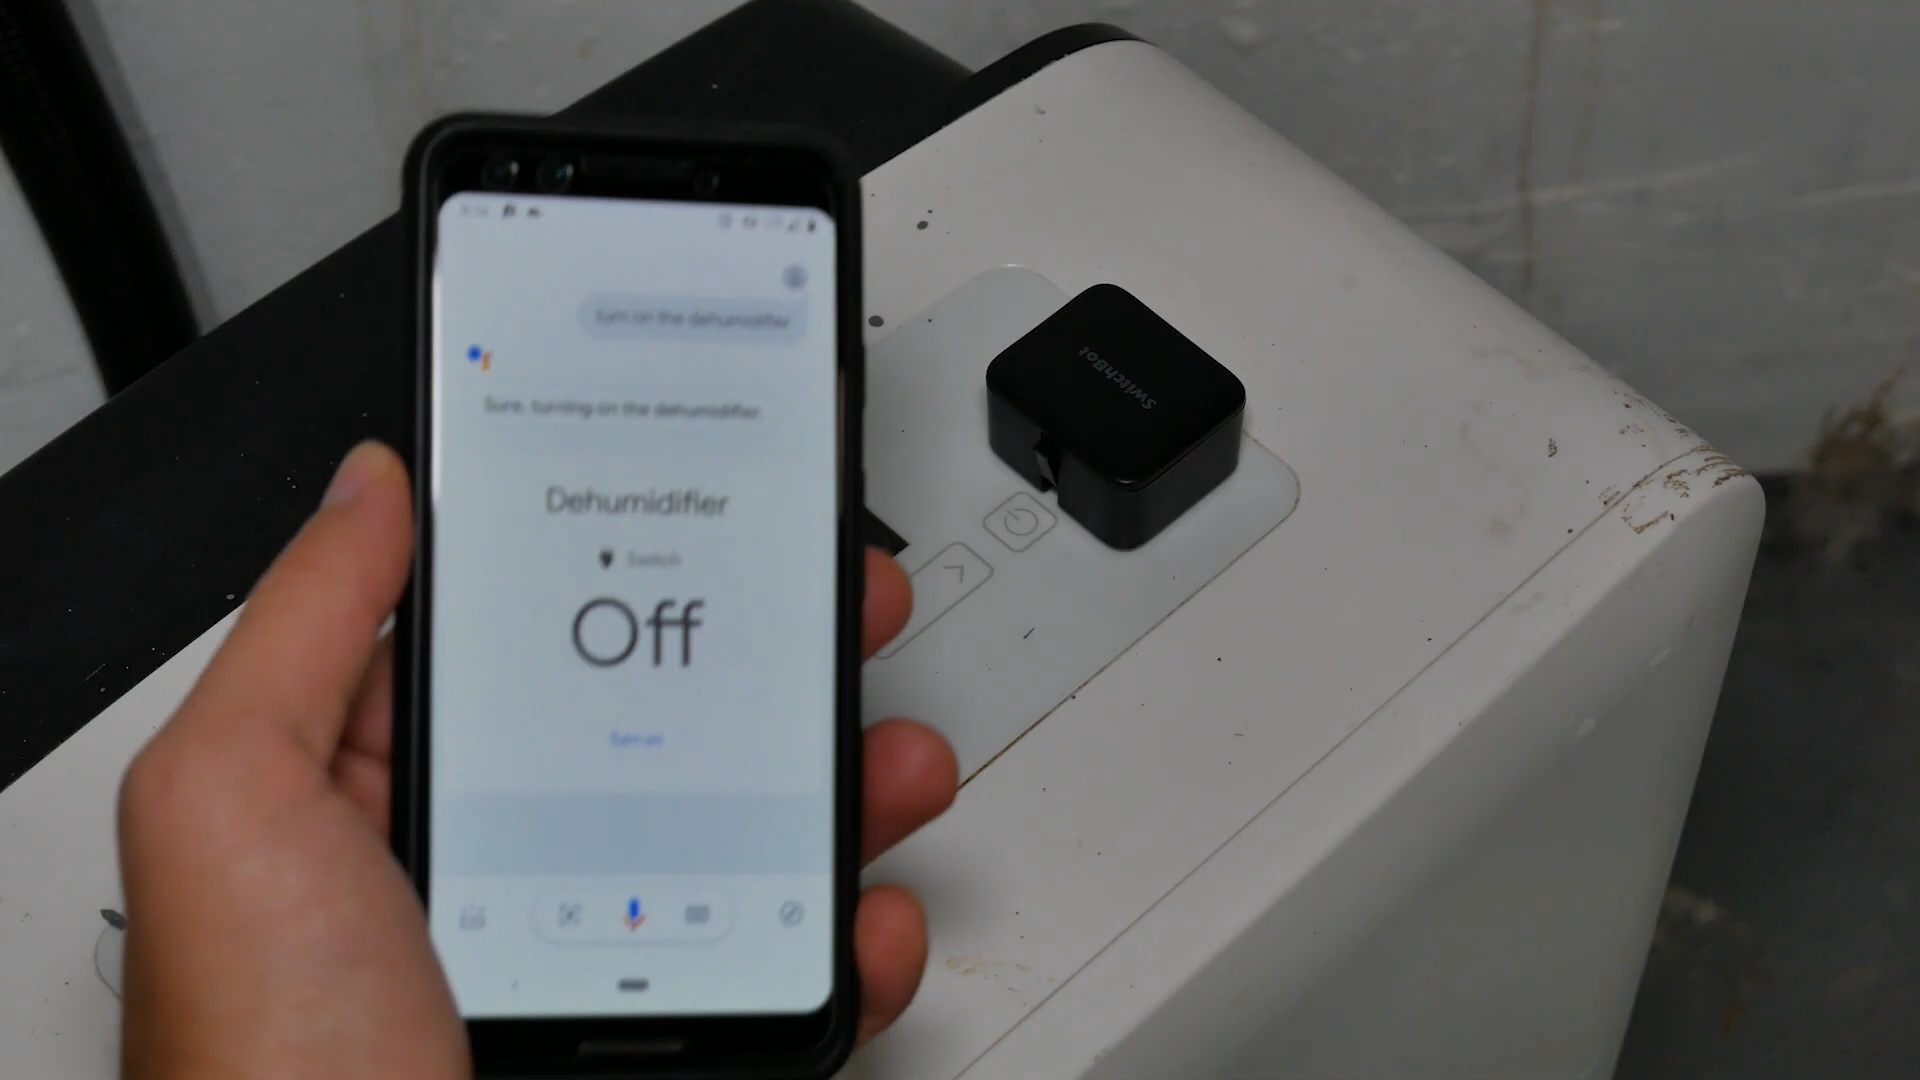 turn on the dehumidifier
Sure, turning on the dehumidifier.
Dehumidifier
Switch
Off
Turn on
SwitchBot